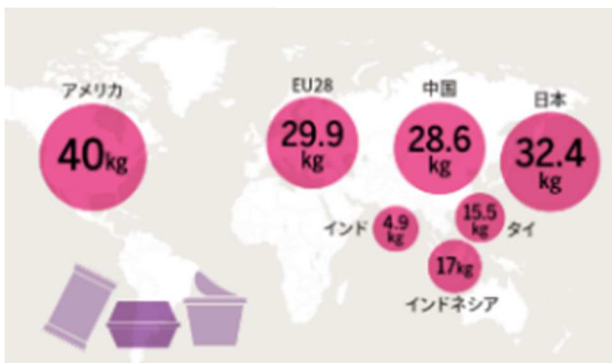 アメリカ
40kg
EU28
29.9
kg
中国
28.6
kg
日本
32.4
kg
インド
4.9
kg
15.5
kg
タイ
17kg
インドネシア